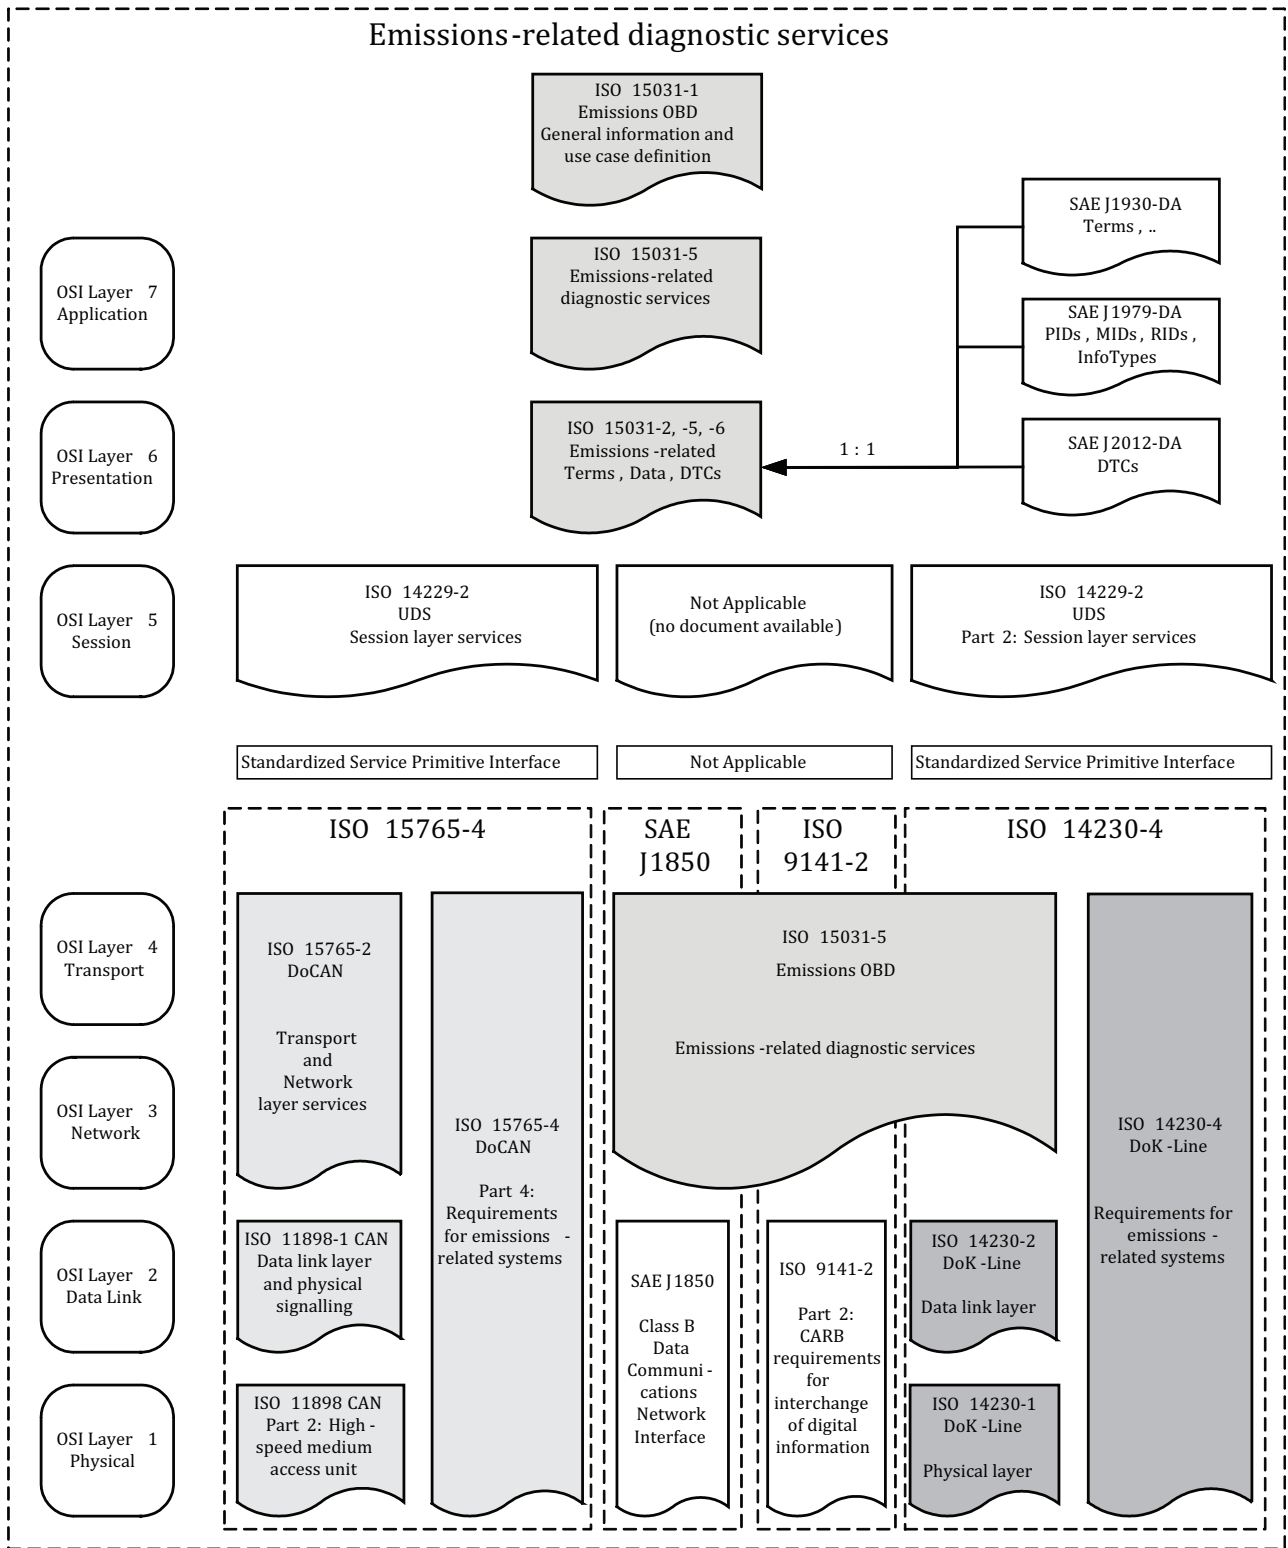 Emissions-related diagnostic services
ISO 15031-1
Emissions OBD
General information and
use case definition
SAE J1930-DA
Terms , ..
OSI Layer 7
Application
ISO 15031-5
Emissions-related
diagnostic services
SAE J1979-DA
PIDs , MIDs , RIDs ,
InfoTypes
OSI Layer 6
Presentation
ISO 15031-2, -5, -6
Emissions -related
Terms , Data , DTCs
1 : 1
SAE J2012-DA
DTCs
OSI Layer 5
Session
ISO 14229-2
UDS
Session layer services
Not Applicable
(no document available)
ISO 14229-2
UDS
Part 2: Session layer services
Standardized Service Primitive Interface
Not Applicable
Standardized Service Primitive Interface
ISO 15765-4
SAE
J1850
ISO
9141-2
ISO 14230-4
OSI Layer 4
Transport
OSI Layer 3
Network
ISO 15765-2
DoCAN
Transport
and
Network
layer services
ISO 15765-4
DoCAN
Part 4:
Requirements
for emissions -
related systems
ISO 15031-5
Emissions OBD
Emissions -related diagnostic services
ISO 14230-4
DoK -Line
Requirements for
emissions -
related systems
OSI Layer 2
Data Link
ISO 11898-1 CAN
Data link layer
and physical
signalling
SAE J1850
Class B
Data
Communi -
cations
Network
Interface
ISO 9141-2
Part 2:
CARB
requirements
for
interchange
of digital
information
ISO 14230-2
DoK -Line
Data link layer
OSI Layer 1
Physical
ISO 11898 CAN
Part 2: High -
speed medium
access unit
ISO 14230-1
DoK -Line
Physical layer